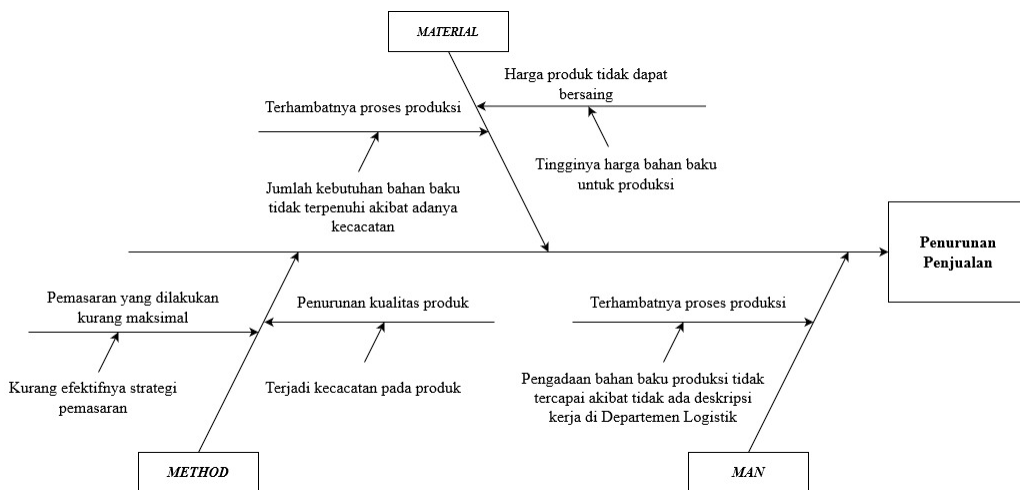 MATERIAL
Harga produk tidak dapat
bersaing
Terhambatnya proses produksi
Tingginya harga bahan baku
untuk produksi
Jumlah kebutuhan bahan baku
tidak terpenuhi akibat adanya
kecacatan
Penurunan
Penjualan
Pemasaran yang dilakukan
kurang maksimal
Penurunan kualitas produk
Terhambatnya proses produksi
Kurang efektifnya strategi
pemasaran
Terjadi kecacatan pada produk
Pengadaan bahan baku produksi tidak
tercapai akibat tidak ada deskripsi
kerja di Departemen Logistik
METHOD
MAN